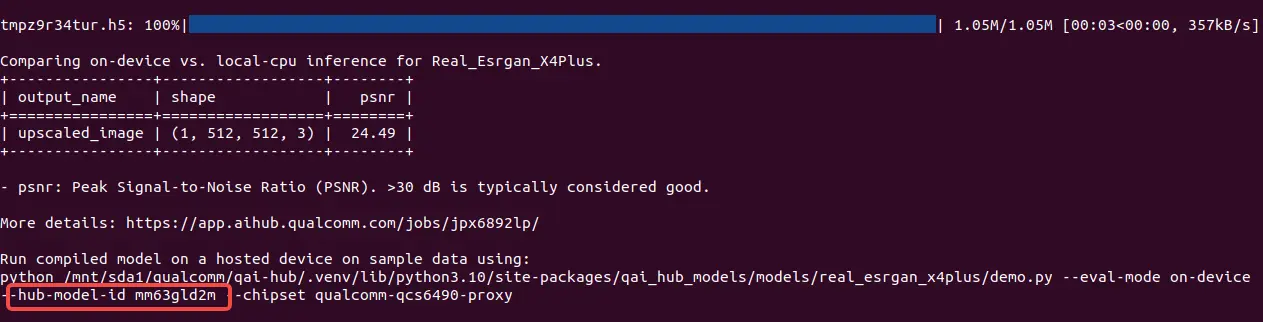 tmpz9r34tur.h5: 100%| | 1.05M/1.05M [00:03<00:00, 357kB/s]
Comparing on-device vs. local-cpu inference for Real_Esrgan_X4Plus.
+----------------+------------------+--------+
| output_name    | shape            |   psnr |
+================+==================+========+
| upscaled_image | (1, 512, 512, 3) |  24.49 |
+----------------+------------------+--------+
- psnr: Peak Signal-to-Noise Ratio (PSNR). >30 dB is typically considered good.
More details: https://app.aihub.qualcomm.com/jobs/jpx6892lp/
Run compiled model on a hosted device on sample data using:
python /mnt/sda1/qualcomm/qai-hub/.venv/lib/python3.10/site-packages/qai_hub_models/models/real_esrgan_x4plus/demo.py --eval-mode on-device
--hub-model-id mm63gld2m --chipset qualcomm-qcs6490-proxy